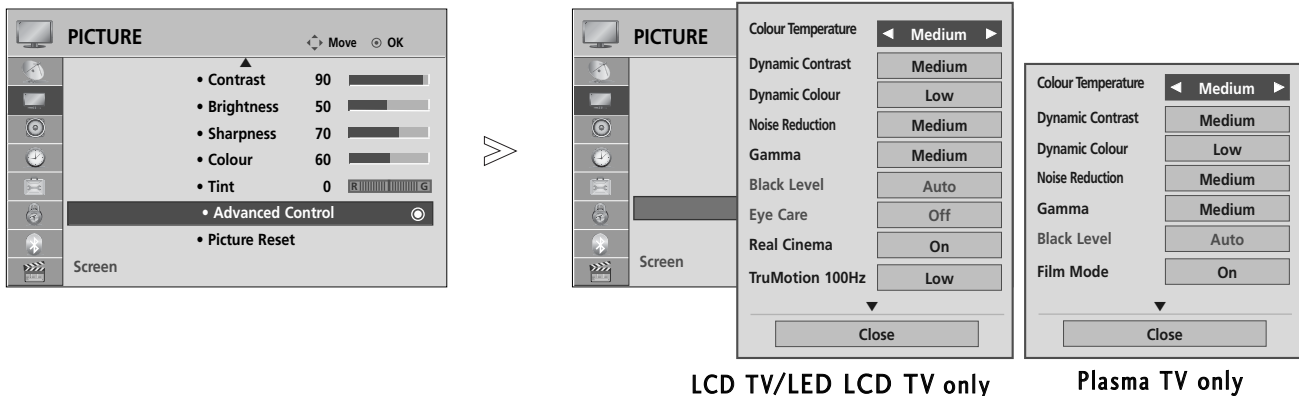 PICTURE
Move OK
• Contrast 90
• Brightness 50
• Sharpness 70
• Colour 60
• Tint 0 R G
• Advanced Control
• Picture Reset
Screen
PICTURE
Screen
Colour Temperature Medium
Dynamic Contrast Medium
Dynamic Colour Low
Noise Reduction Medium
Gamma Medium
Black Level Auto
Eye Care Off
Real Cinema On
TruMotion 100Hz Low
Close
LCD TV/LED LCD TV only
Colour Temperature Medium
Dynamic Contrast Medium
Dynamic Colour Low
Noise Reduction Medium
Gamma Medium
Black Level Auto
Film Mode On
Close
Plasma TV only